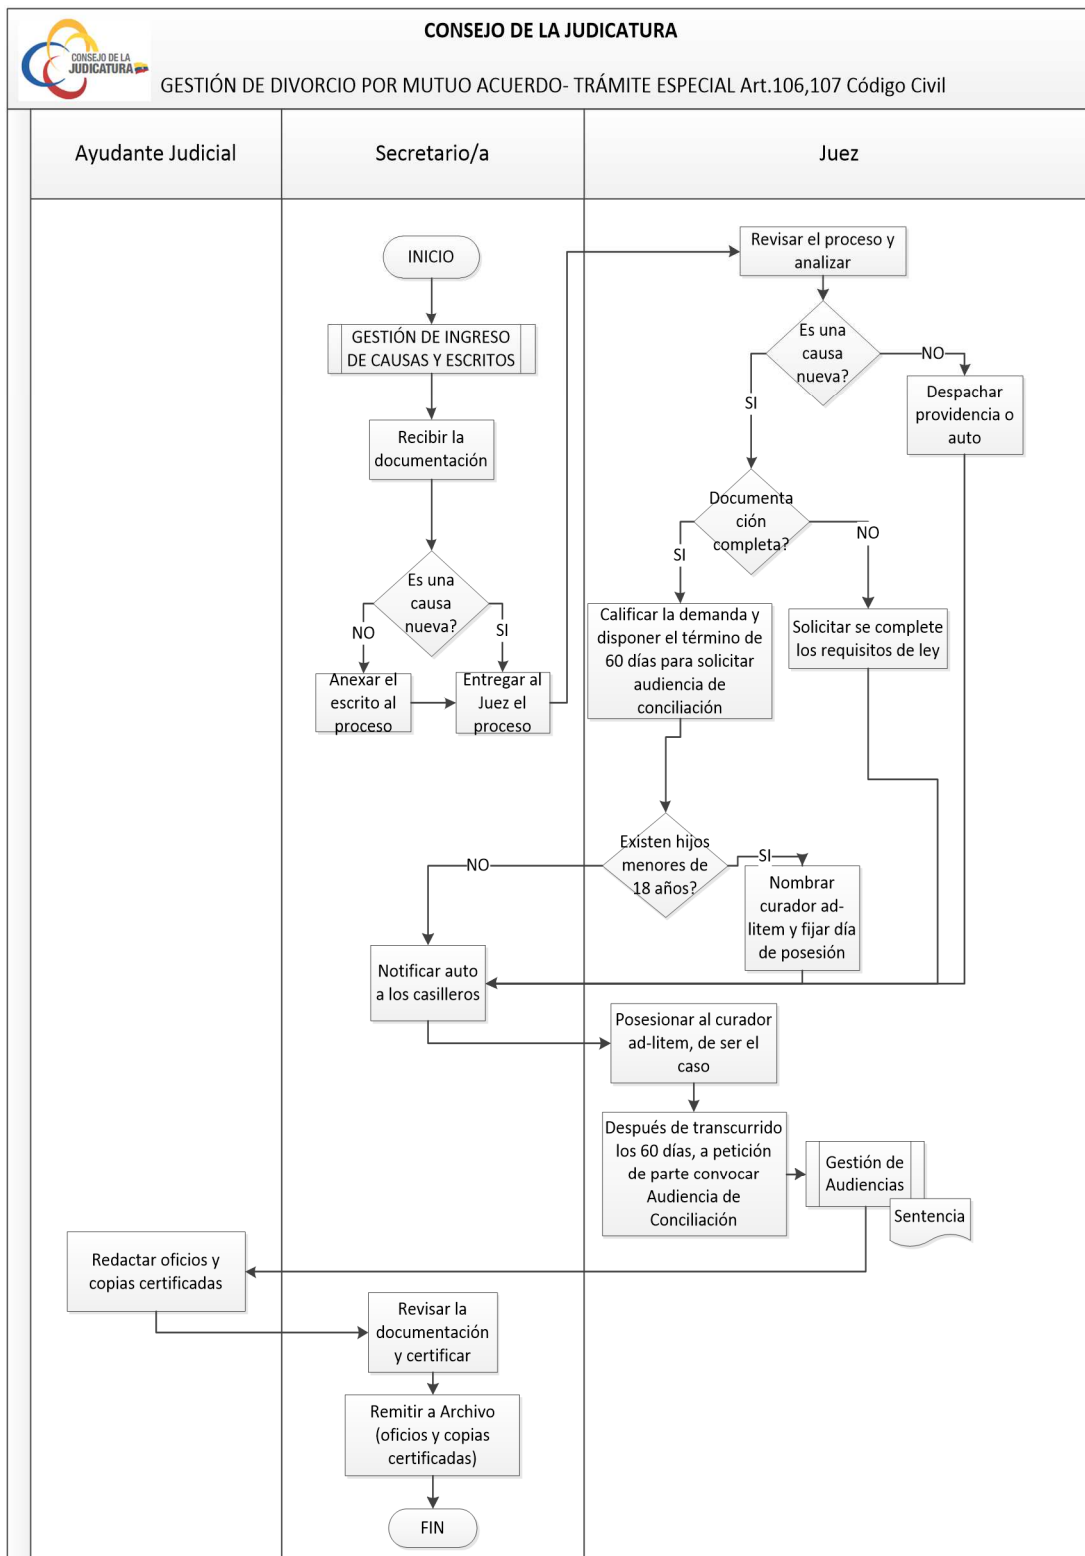 CONSEJO DE LA JUDICATURA
CONSEJO DE LA
JUDICATURA
GESTIÓN DE DIVORCIO POR MUTUO ACUERDO- TRÁMITE ESPECIAL Art.106,107 Código Civil
Ayudante Judicial
Secretario/a
Juez
INICIO
GESTIÓN DE INGRESO
DE CAUSAS Y ESCRITOS
Recibir la
documentación
Es una
causa
nueva?
NO
SI
Anexar el
escrito al
proceso
Entregar al
Juez el
proceso
Revisar el proceso y
analizar
Es una
causa
nueva?
NO
SI
Despachar
providencia o
auto
Documenta
ción
completa?
SI
NO
Calificar la demanda y
disponer el término de
60 días para solicitar
audiencia de
conciliación
Solicitar se complete
los requisitos de ley
Existen hijos
menores de
18 años?
NO
SI
Nombrar
curador ad-
litem y fijar día
de posesión
Notificar auto
a los casilleros
Posesionar al curador
ad-litem, de ser el
caso
Después de transcurrido
los 60 días, a petición
de parte convocar
Audiencia de
Conciliación
Gestión de
Audiencias
Sentencia
Redactar oficios y
copias certificadas
Revisar la
documentación
y certificar
Remitir a Archivo
(oficios y copias
certificadas)
FIN